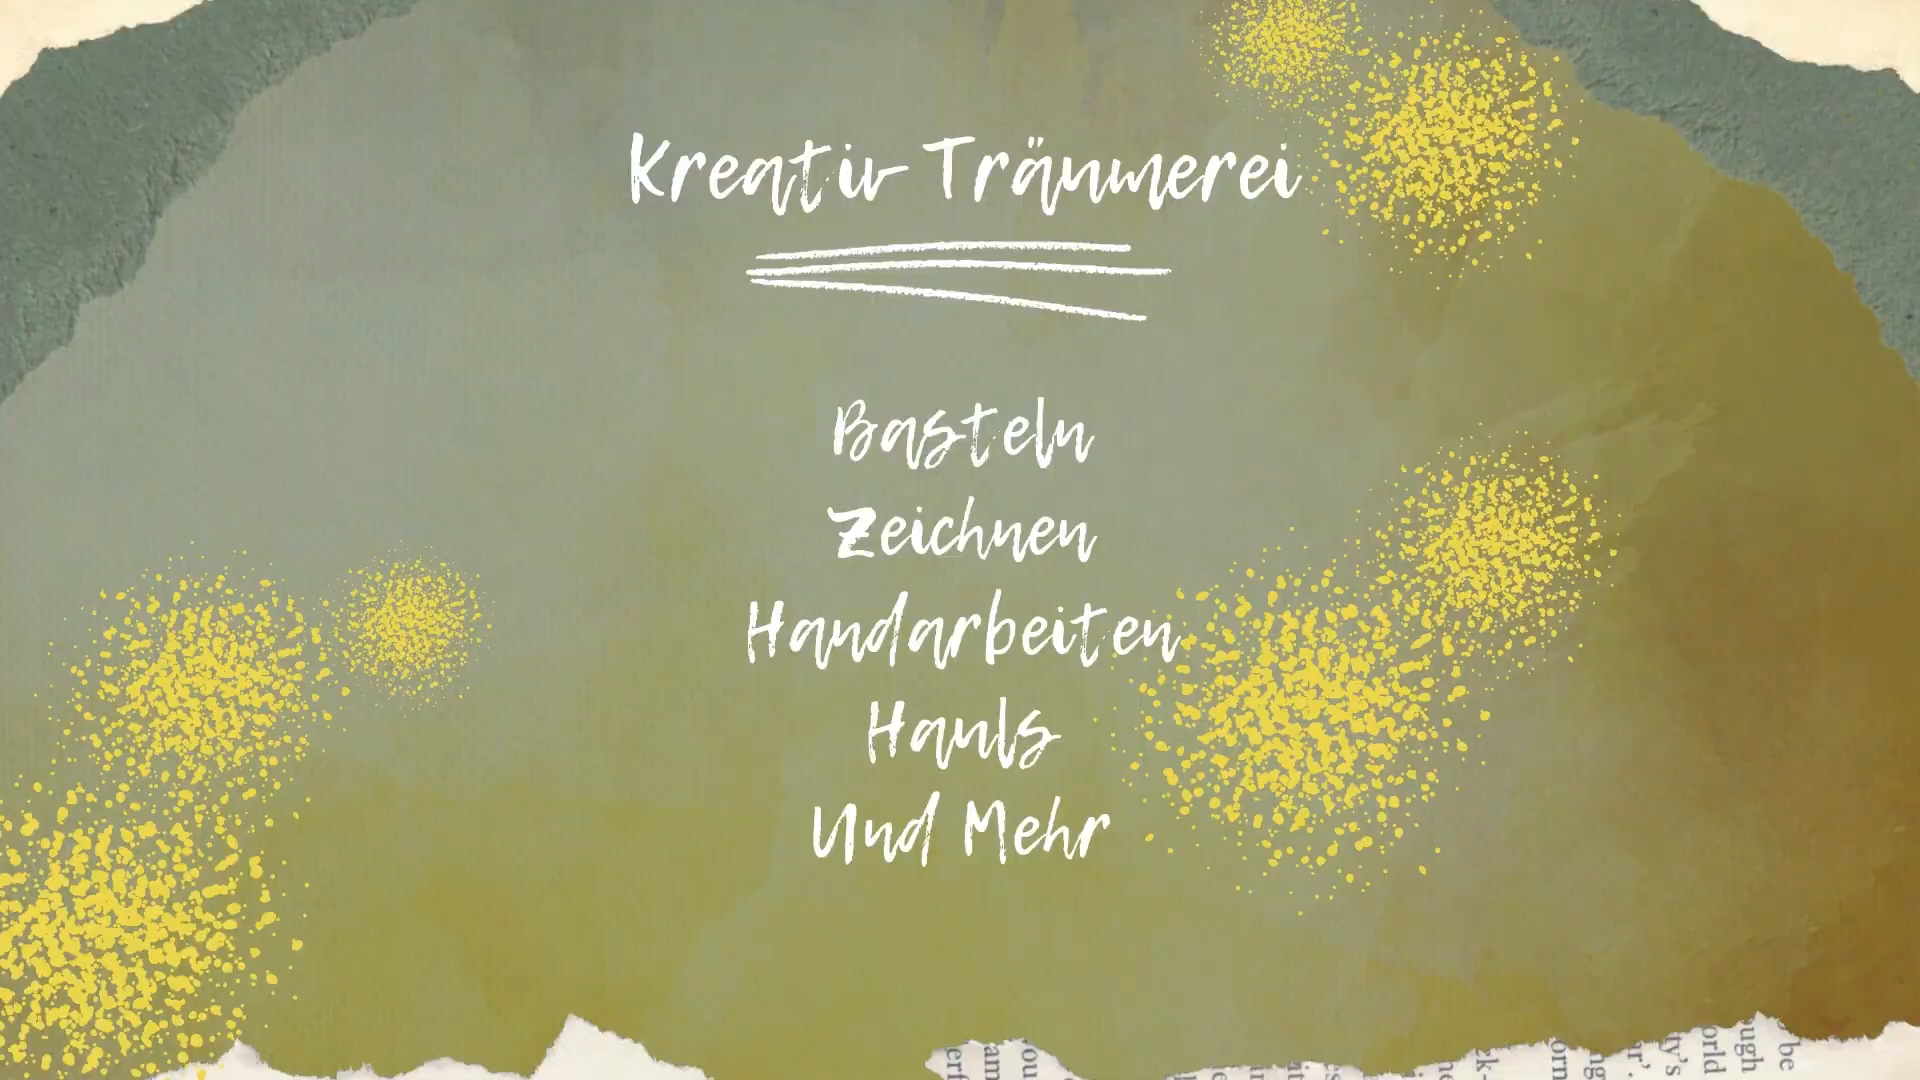 Kreativ Träumerei
Basteln
Zeichnen
Handarbeiten
Hauls
Und Mehr